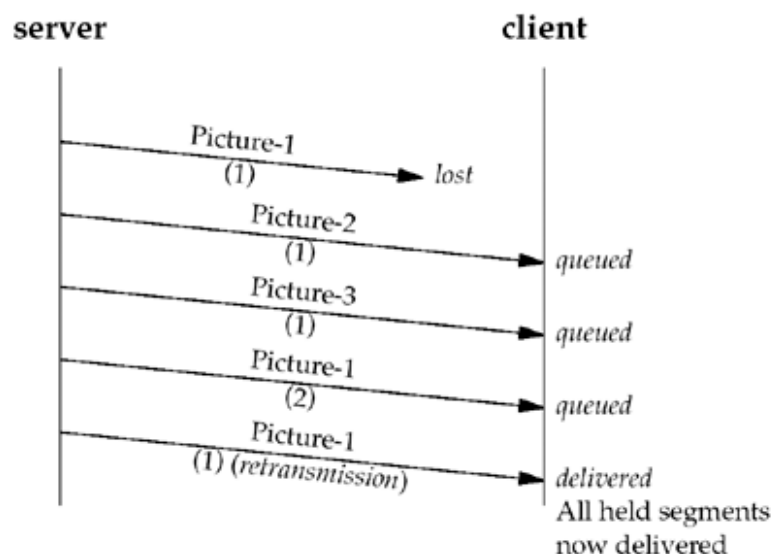 server
client
Picture-1
(1)
lost
Picture-2
(1)
queued
Picture-3
(1)
queued
Picture-1
(2)
queued
Picture-1
(1) (retransmission)
delivered
All held segments
now delivered